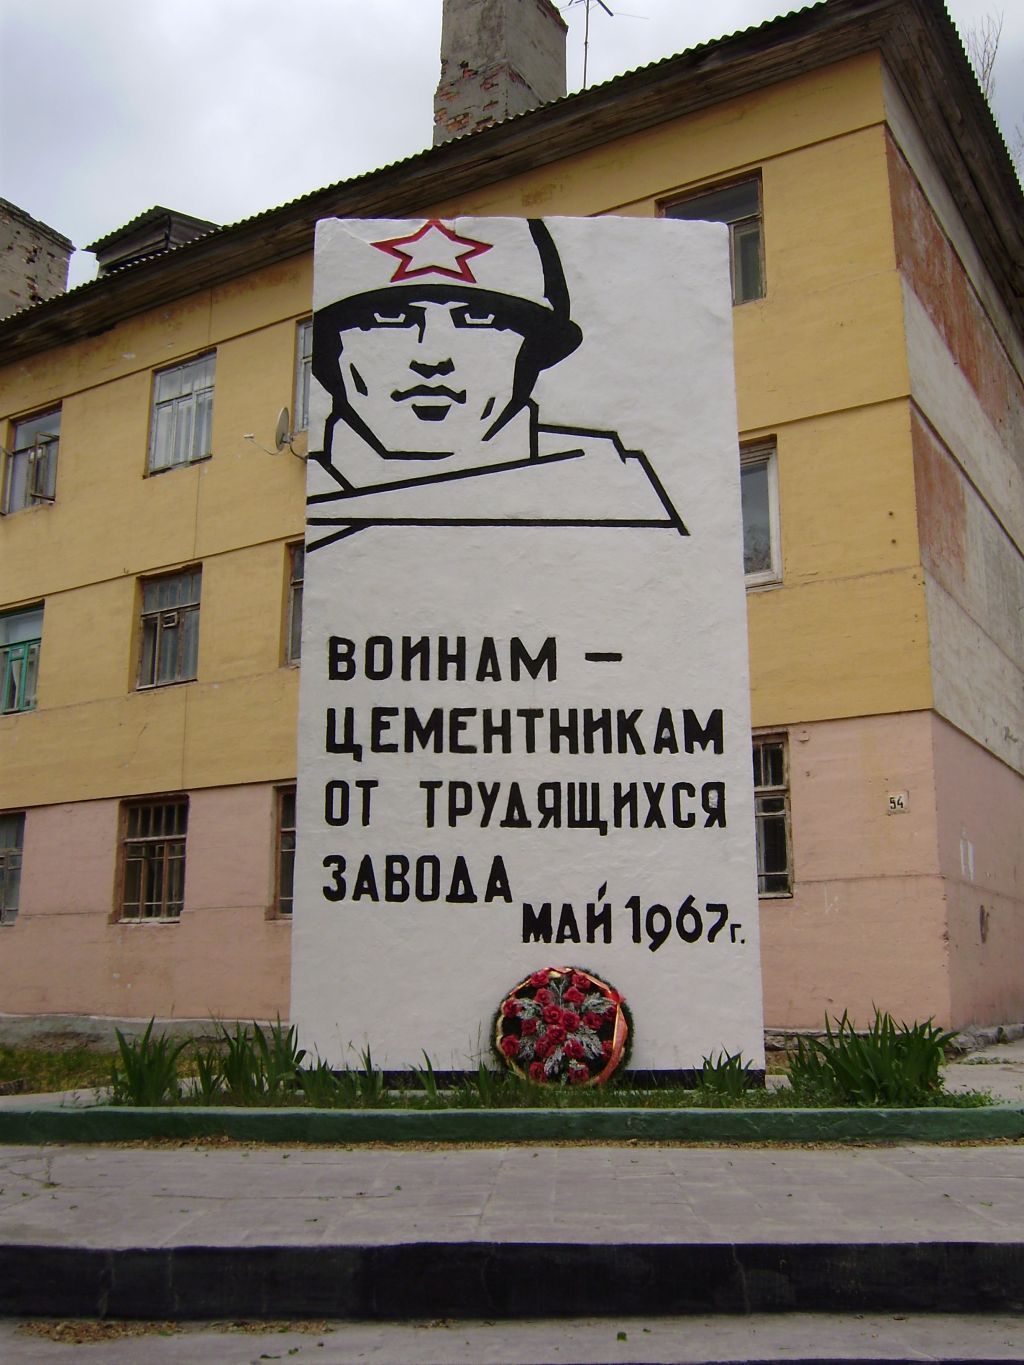 ВОИНАМ –
ЦЕМЕНТНИКАМ
ОТ ТРУДЯЩИХСЯ
ЗАВОДА
МАЙ 1967г.
54